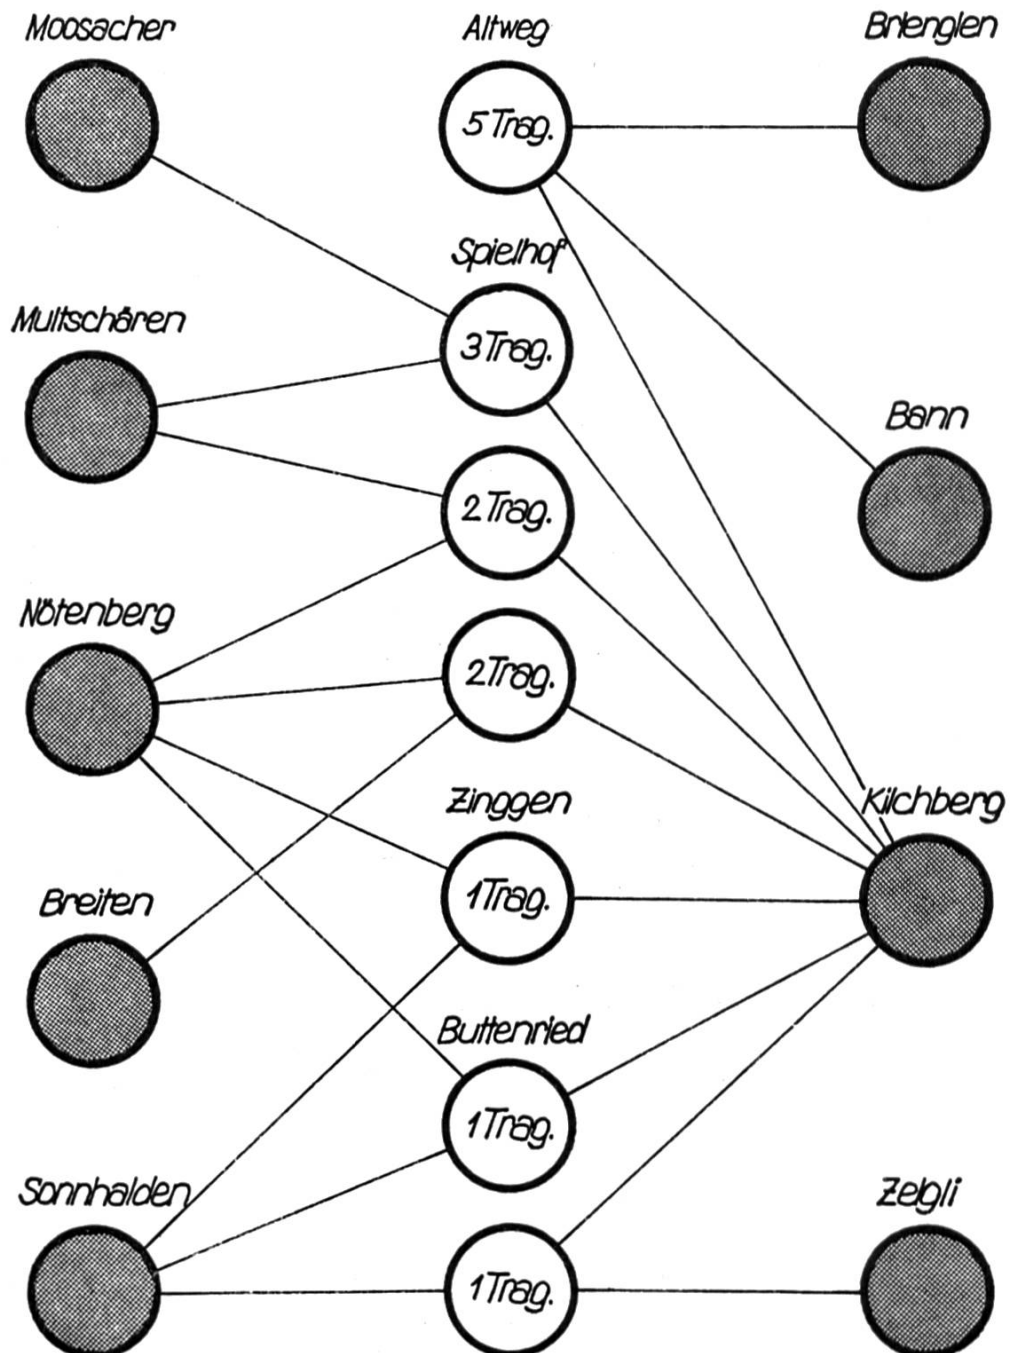 Moosacher
Altweg
Brienglen
5 Trag.
Spielhof
Multschären
3 Trag.
Bann
2 Trag.
Nötenberg
2 Trag.
Zinggen
Kilchberg
Breiten
1 Trag.
Buttenried
1 Trag.
Sonnhalden
Zelgli
1 Trag.